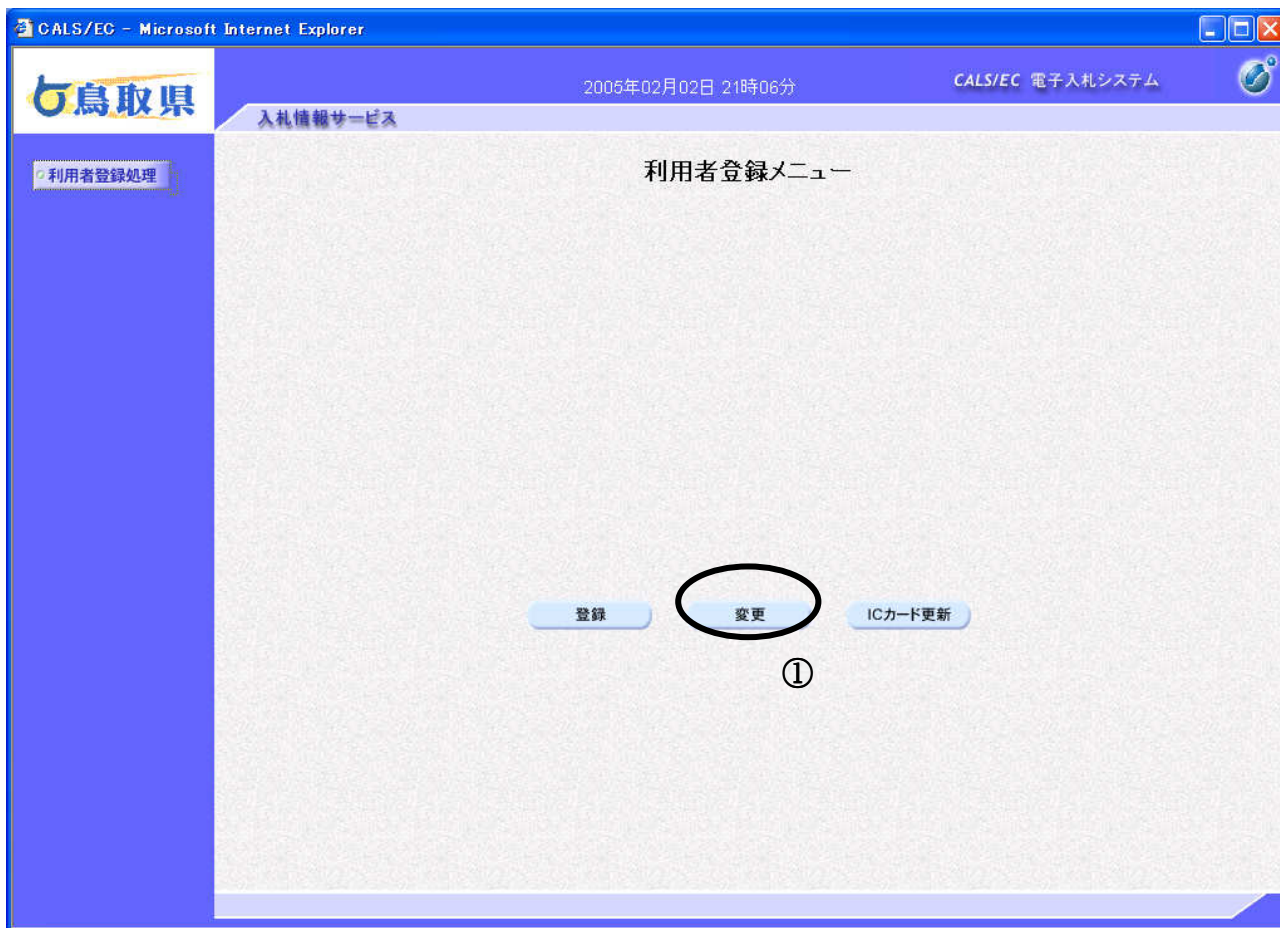 CALS/EC - Microsoft Internet Explorer
鳥取県
2005年02月02日 21時06分
CALS/EC 電子入札システム
入札情報サービス
利用者登録処理
利用者登録メニュー
登録
変更
ICカード更新
①